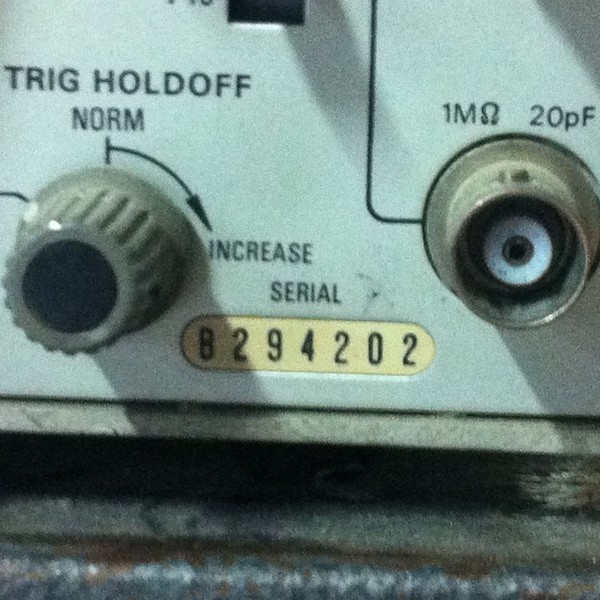 TRIG HOLDOFF
NORM
1MΩ 20pF
INCREASE
SERIAL
B294202